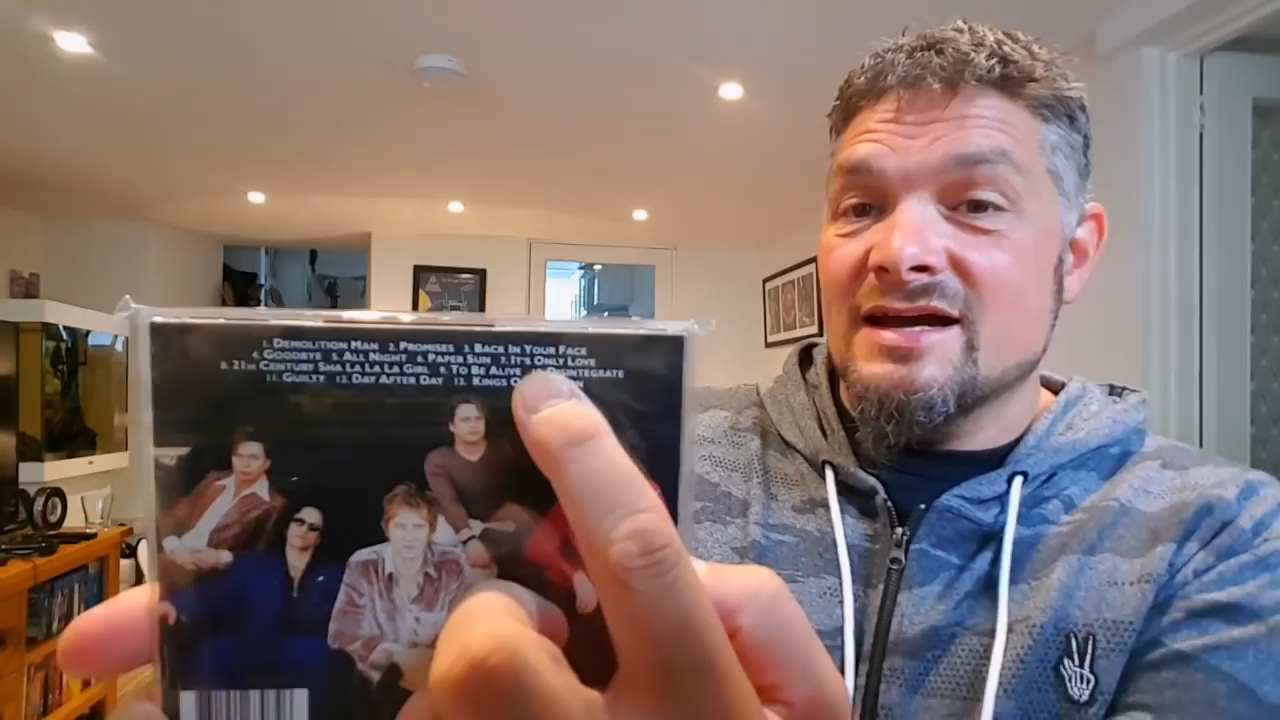 1. DEMOLITION MAN 2. PROMISES 3. BACK IN YOUR FACE
4. GOODBYE 5. ALL NIGHT 6. PAPER SUN 7. IT'S ONLY LOVE
8. 21ST CENTURY SHA LA LA LA GIRL 9. TO BE ALIVE 10. DISINTEGRATE
11. GUILTY 12. DAY AFTER DAY 13. KINGS